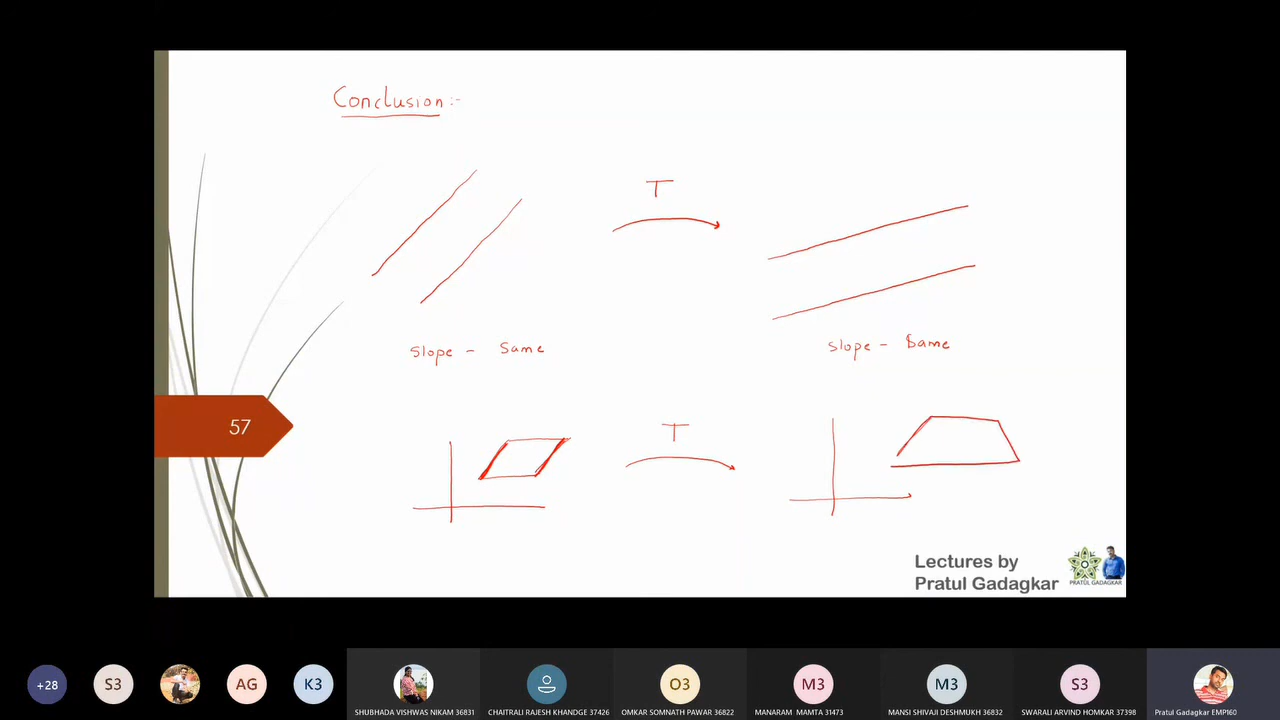 Conclusion:-
T
Slope - Same
Slope - Same
57
T
Lectures by
Pratul Gadagkar
PRATUL GADAGKAR
+28
S3
AG
K3
O3
M3
M3
S3
SHUBHADA VISHWAS NIKAM 36831
CHAITRALI RAJESH KHANDGE 37426
OMKAR SOMNATH PAWAR 36822
MANARAM MAMTA 31473
MANSI SHIVAJI DESHMUKH 36832
SWARALI ARVIND HOMKAR 37398
Pratul Gadagkar EMP160